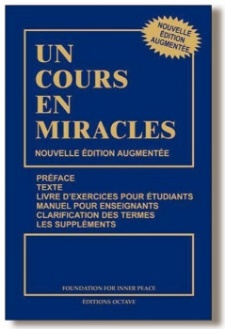 NOUVELLE
ÉDITION
AUGMENTÉE
UN
COURS
EN
MIRACLES
NOUVELLE ÉDITION AUGMENTÉE
PRÉFACE
TEXTE
LIVRE D'EXERCICES POUR ÉTUDIANTS
MANUEL POUR ENSEIGNANTS
CLARIFICATION DES TERMES
LES SUPPLÉMENTS
FOUNDATION FOR INNER PEACE
ÉDITIONS OCTAVE